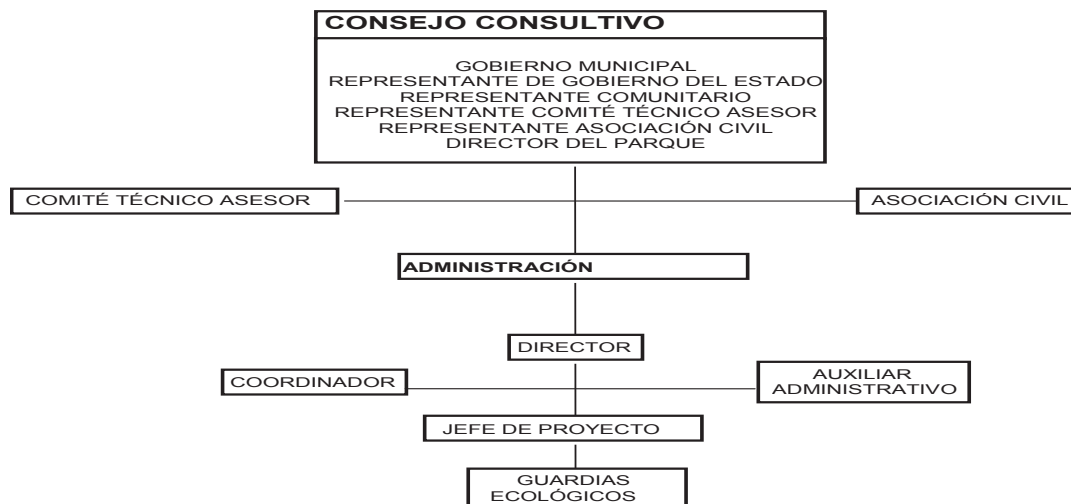 CONSEJO CONSULTIVO
GOBIERNO MUNICIPAL
REPRESENTANTE DE GOBIERNO DEL ESTADO
REPRESENTANTE COMUNITARIO
REPRESENTANTE COMITÉ TÉCNICO ASESOR
REPRESENTANTE ASOCIACIÓN CIVIL
DIRECTOR DEL PARQUE
COMITÉ TÉCNICO ASESOR
ASOCIACIÓN CIVIL
ADMINISTRACIÓN
DIRECTOR
COORDINADOR
AUXILIAR
ADMINISTRATIVO
JEFE DE PROYECTO
GUARDIAS
ECOLÓGICOS